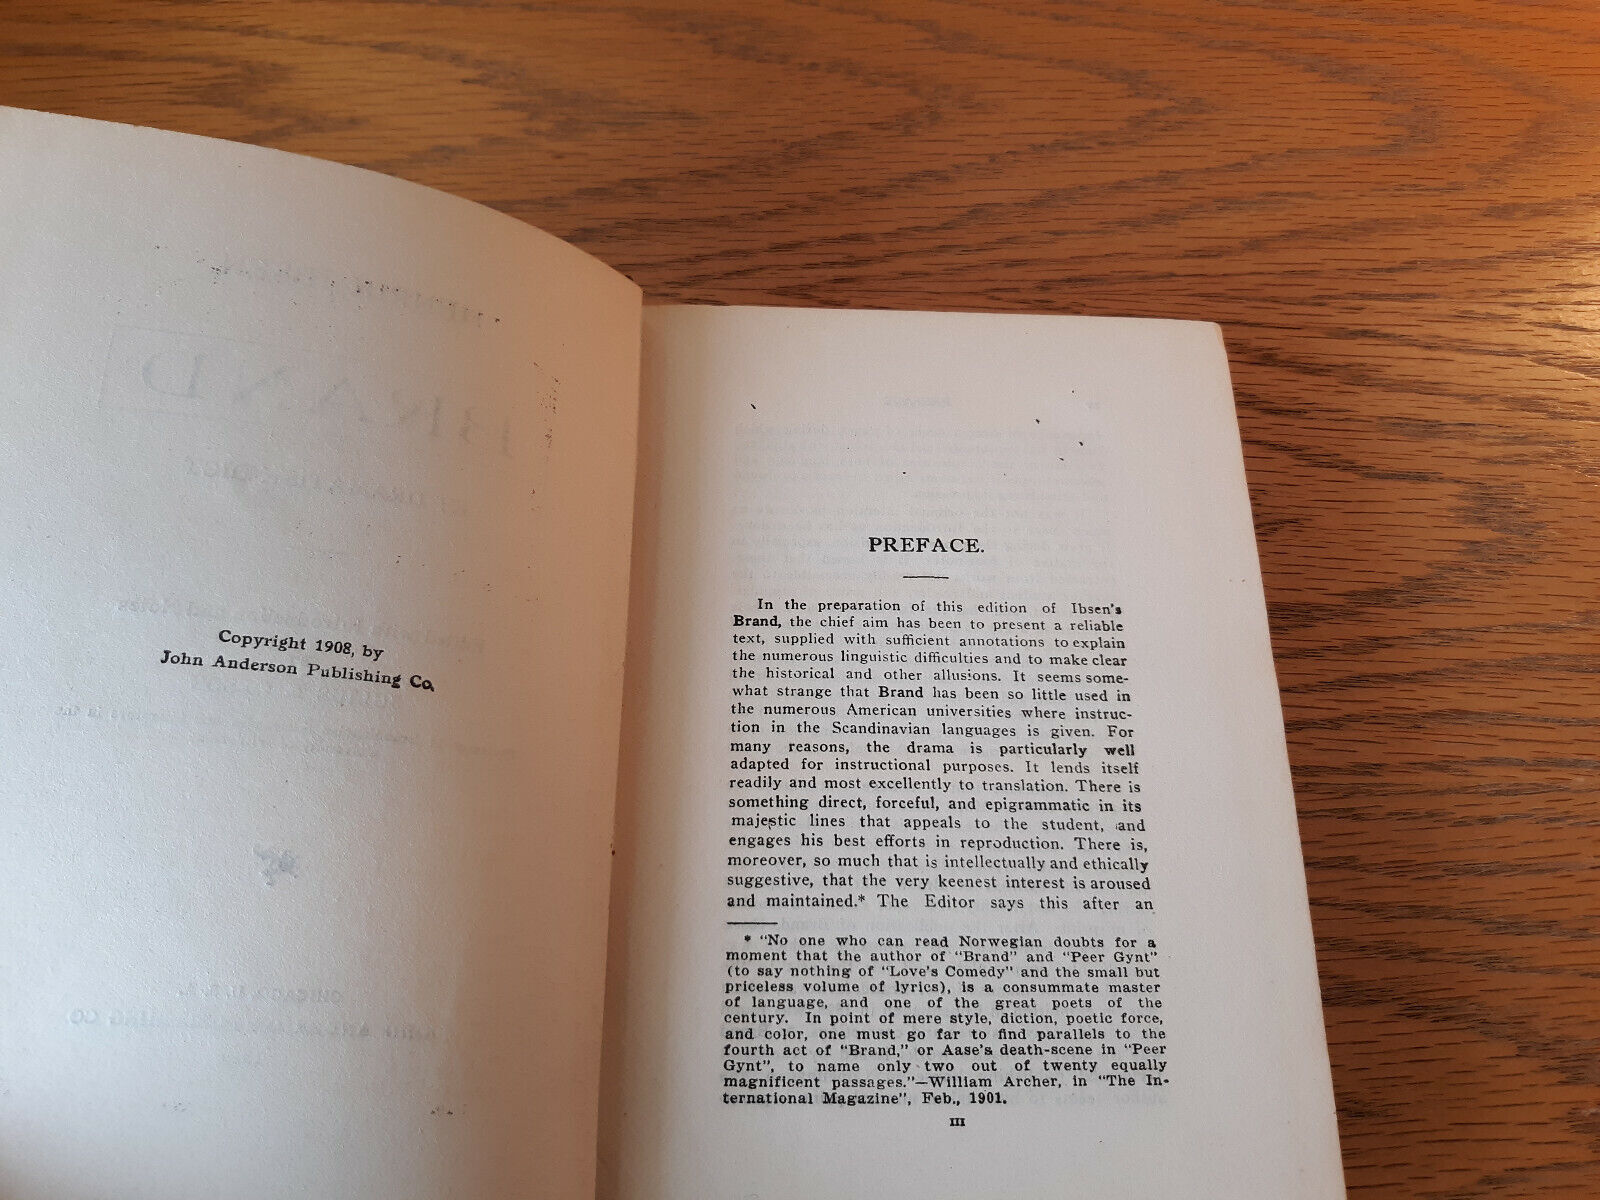 Copyright 1908, by
John Anderson Publishing Co.
PREFACE.
In the preparation of this edition of Ibsen's
Brand, the chief aim has been to present a reliable
text, supplied with sufficient annotations to explain
the numerous linguistic difficulties and to make clear
the historical and other allusions. It seems some-
what strange that Brand has been so little used in
the numerous American universities where instruc-
tion in the Scandinavian languages is given. For
many reasons, the drama is particularly well
adapted for instructional purposes. It lends itself
readily and most excellently to translation. There is
something direct, forceful, and epigrammatic in its
majestic lines that appeals to the student, and
engages his best efforts in reproduction. There is,
moreover, so much that is intellectually and ethically
suggestive, that the very keenest interest is aroused
and maintained.* The Editor says this after an
* "No one who can read Norwegian doubts for a
moment that the author of "Brand" and "Peer Gynt"
(to say nothing of "Love's Comedy" and the small but
priceless volume of lyrics), is a consummate master
of language, and one of the great poets of the
century. In point of mere style, diction, poetic force,
and color, one must go far to find parallels to the
fourth act of "Brand," or Aase's death-scene in "Peer
Gynt", to name only two out of twenty equally
magnificent passages."—William Archer, in "The In-
ternational Magazine", Feb., 1901.
III